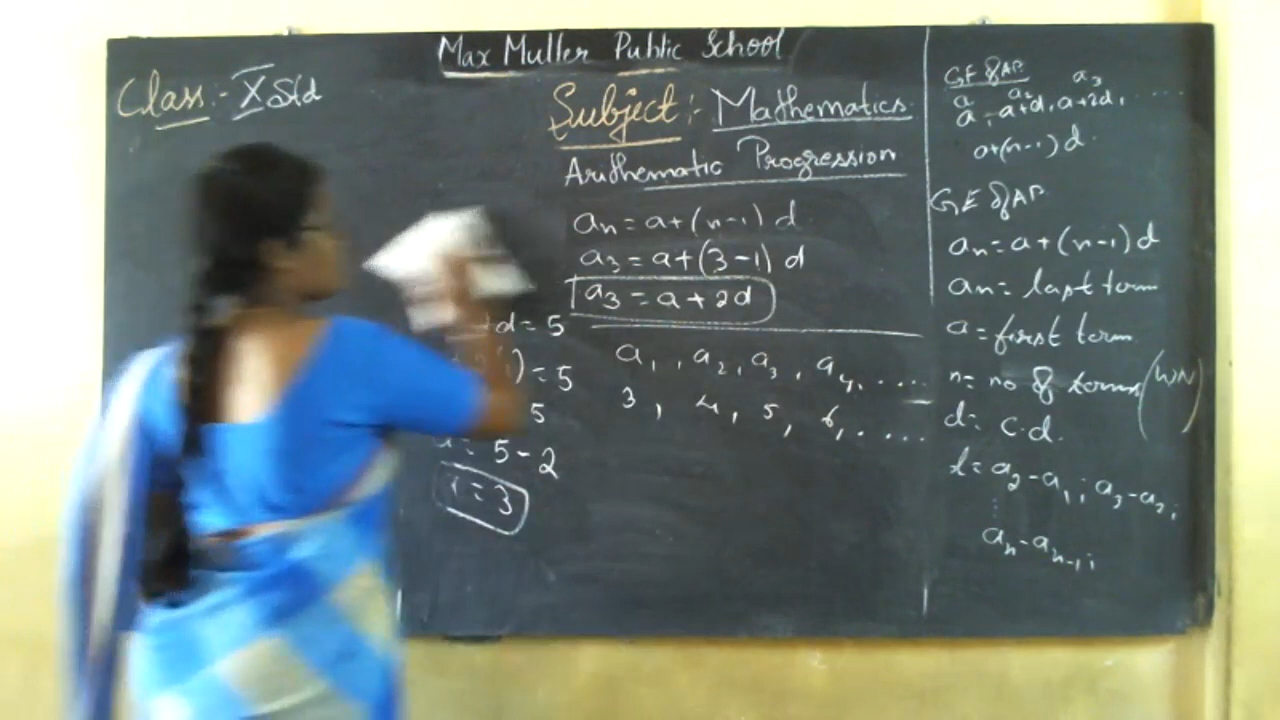 Max Muller Public School
Class:- X Std
Subject:- Mathematics
Arithematic Progression
an = a + (n-1) d
a3 = a + (3-1) d
a3 = a + 2d
+d = 5
) = 5
5
= 5 - 2
= 3
a1, a2, a3, a4, .....
3, 4, 5, 6, .....
GF of AP
a a2 a3
a, a+d, a+2d, .....
a+(n-1) d.
GE of AP
an = a + (n-1) d
an = last term
a = first term
n = no of terms (WN)
d = c.d.
d = a2 - a1 ; a3 - a2 ;
an - an-1 ;